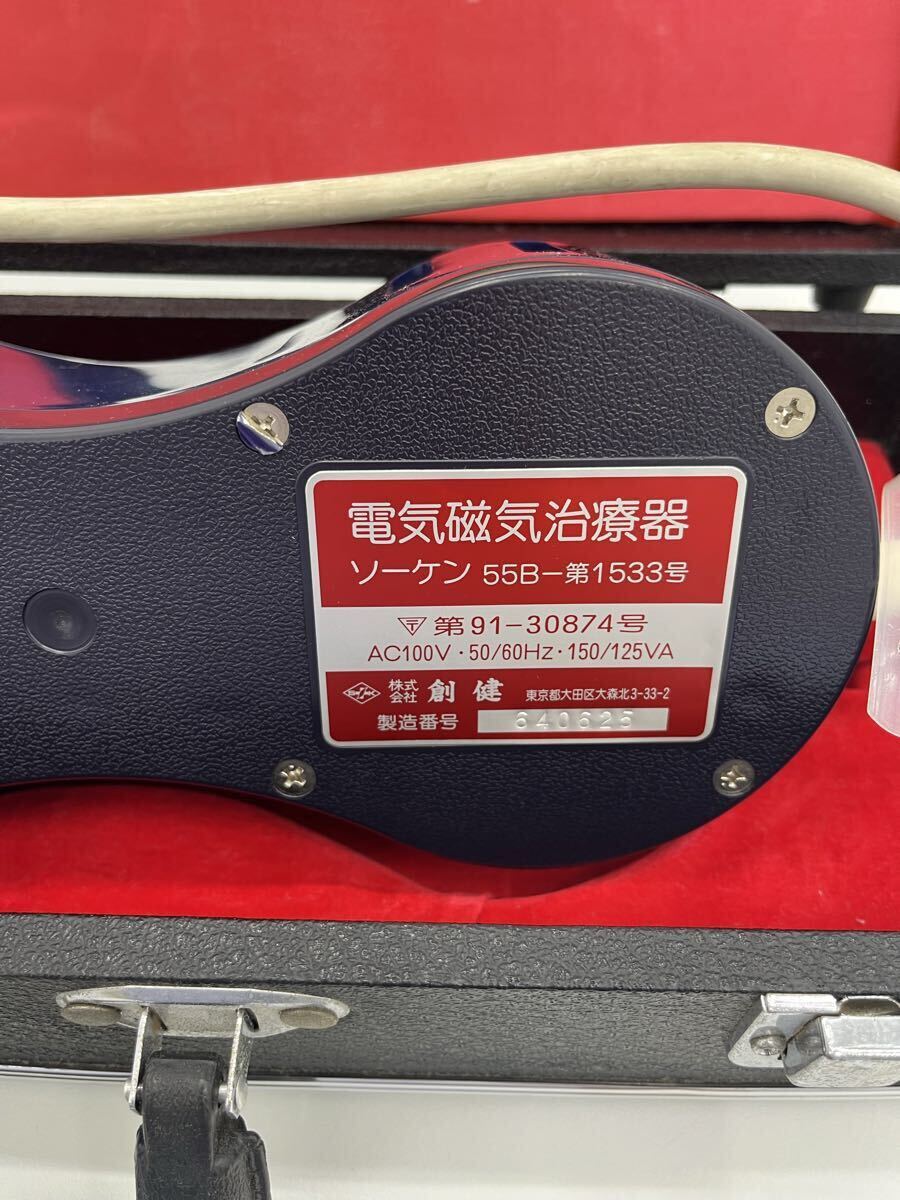 電気磁気治療器
ソーケン 55B-第1533号
〒 第91-30874号
AC100V・50/60Hz・150/125VA
株式会社 創健 東京都大田区大森北3-33-2
製造番号 640625